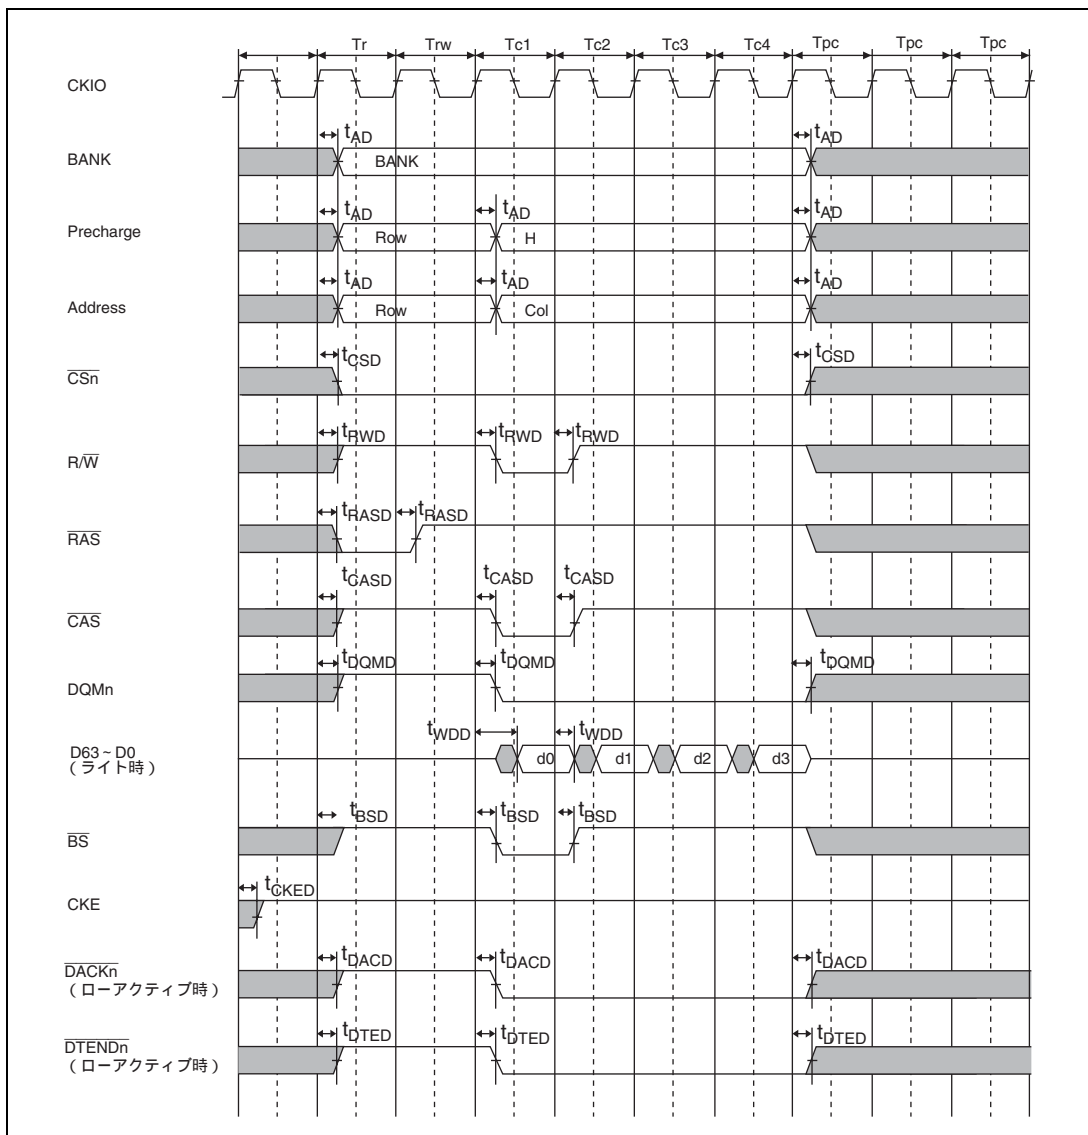 Tr Trw Tc1 Tc2 Tc3 Tc4 Tpc Tpc Tpc
CKIO
tAD tAD
BANK BANK
tAD tAD tAD
Precharge Row H
tAD tAD tAD
Address Row Col
tCSD tCSD
CSn
tRWD tRWD tRWD
R/W
tRASD tRASD
RAS
tCASD tCASD tCASD
CAS
tDQMD tDQMD tDQMD
DQMn
tWDD tWDD
D63~D0 d0 d1 d2 d3
(ライト時)
tBSD tBSD tBSD
BS
tCKED
CKE
tDACD tDACD tDACD
DACKn
(ローアクティブ時)
tDTED tDTED tDTED
DTENDn
(ローアクティブ時)